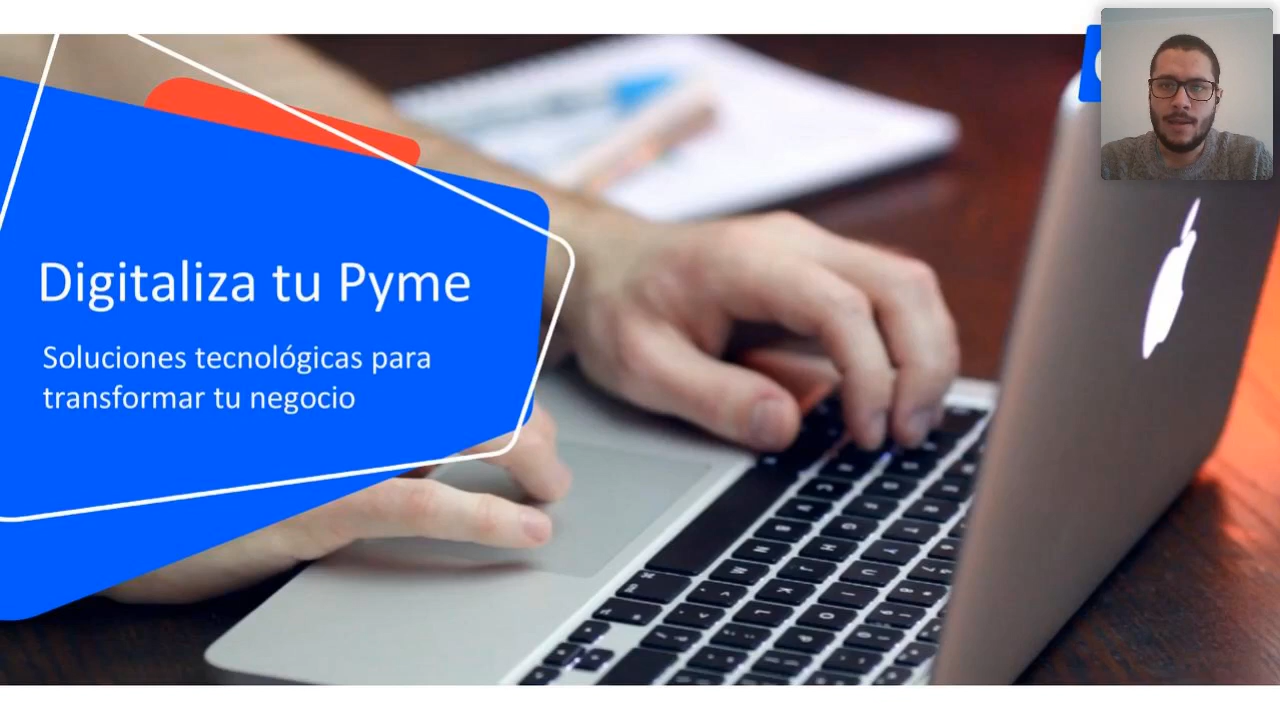 Digitaliza tu Pyme
Soluciones tecnológicas para
transformar tu negocio